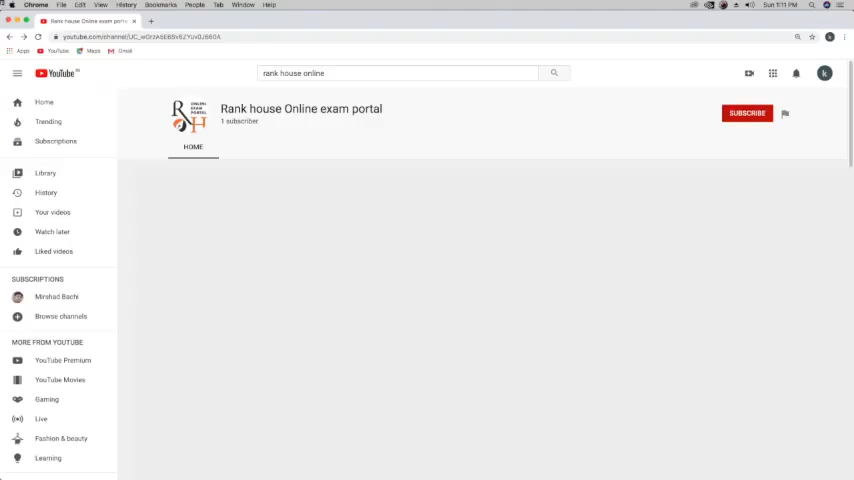 Chrome File Edit View History Bookmarks People Tab Window Help
Sun 1:11 PM
Rank house Online exam porta
Apps YouTube Maps Gmail
YouTube
rank house online
k
Home
Trending
Subscriptions
Library
History
Your videos
Watch later
Liked videos
SUBSCRIPTIONS
Mirshad Bachi
Browse channels
MORE FROM YOUTUBE
YouTube Premium
YouTube Movies
Gaming
Live
Fashion & beauty
Learning
R H ONLINE EXAM PORTAL
Rank house Online exam portal
1 subscriber
SUBSCRIBE
HOME